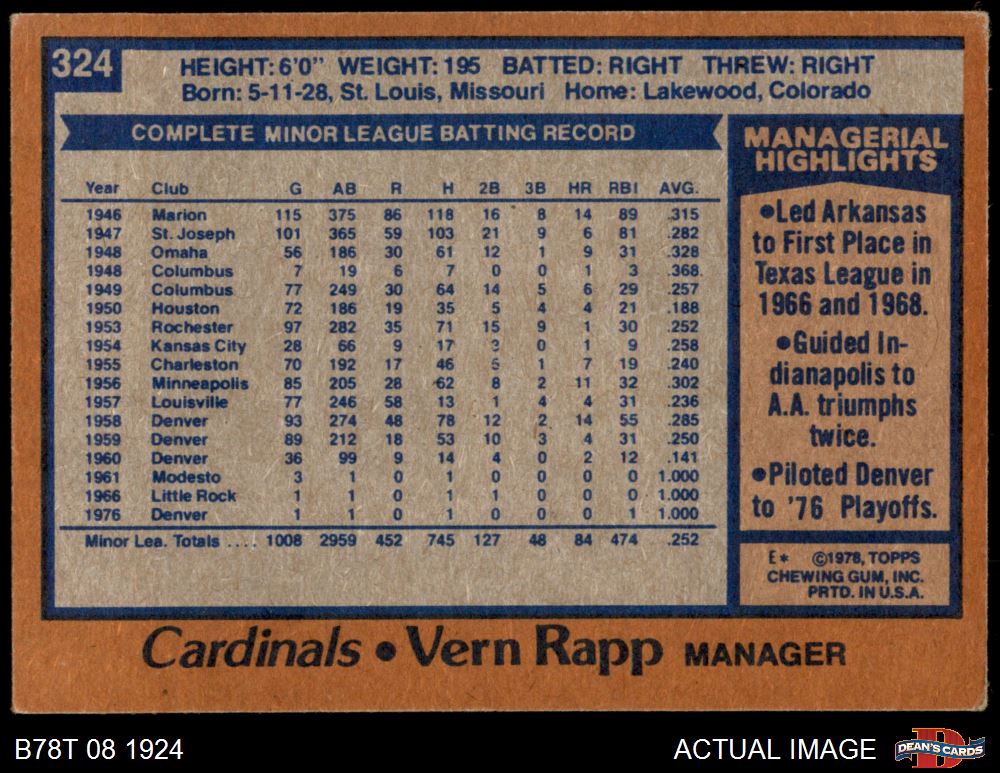 324
HEIGHT: 6'0" WEIGHT: 195 BATTED: RIGHT THREW: RIGHT
Born: 5-11-28, St. Louis, Missouri Home: Lakewood, Colorado
COMPLETE MINOR LEAGUE BATTING RECORD
Year Club G AB R H 2B 3B HR RBI AVG.
1946 Marion 115 375 86 118 16 8 14 89 .315
1947 St. Joseph 101 365 59 103 21 9 6 81 .282
1948 Omaha 56 186 30 61 12 1 9 31 .328
1948 Columbus 7 19 6 7 0 0 1 3 .368
1949 Columbus 77 249 30 64 14 5 6 29 .257
1950 Houston 72 186 19 35 5 4 4 21 .188
1953 Rochester 97 282 35 71 15 9 1 30 .252
1954 Kansas City 28 66 9 17 3 0 1 9 .258
1955 Charleston 70 192 17 46 5 1 7 19 .240
1956 Minneapolis 85 205 28 62 8 2 11 32 .302
1957 Louisville 77 246 58 13 1 4 4 31 .236
1958 Denver 93 274 48 78 12 2 14 55 .285
1959 Denver 89 212 18 53 10 3 4 31 .250
1960 Denver 36 99 9 14 4 0 2 12 .141
1961 Modesto 3 1 0 1 0 0 0 0 1.000
1966 Little Rock 1 1 0 1 1 0 0 0 1.000
1976 Denver 1 1 0 1 0 0 0 1 1.000
Minor Lea. Totals .... 1008 2959 452 745 127 48 84 474 .252
MANAGERIAL
HIGHLIGHTS
●Led Arkansas
to First Place in
Texas League in
1966 and 1968.
●Guided In-
dianapolis to
A.A. triumphs
twice.
●Piloted Denver
to '76 Playoffs.
E* ©1978, TOPPS
CHEWING GUM, INC.
PRTD. IN U.S.A.
Cardinals • Vern Rapp MANAGER
B78T 08 1924
ACTUAL IMAGE
D
DEAN'S CARDS